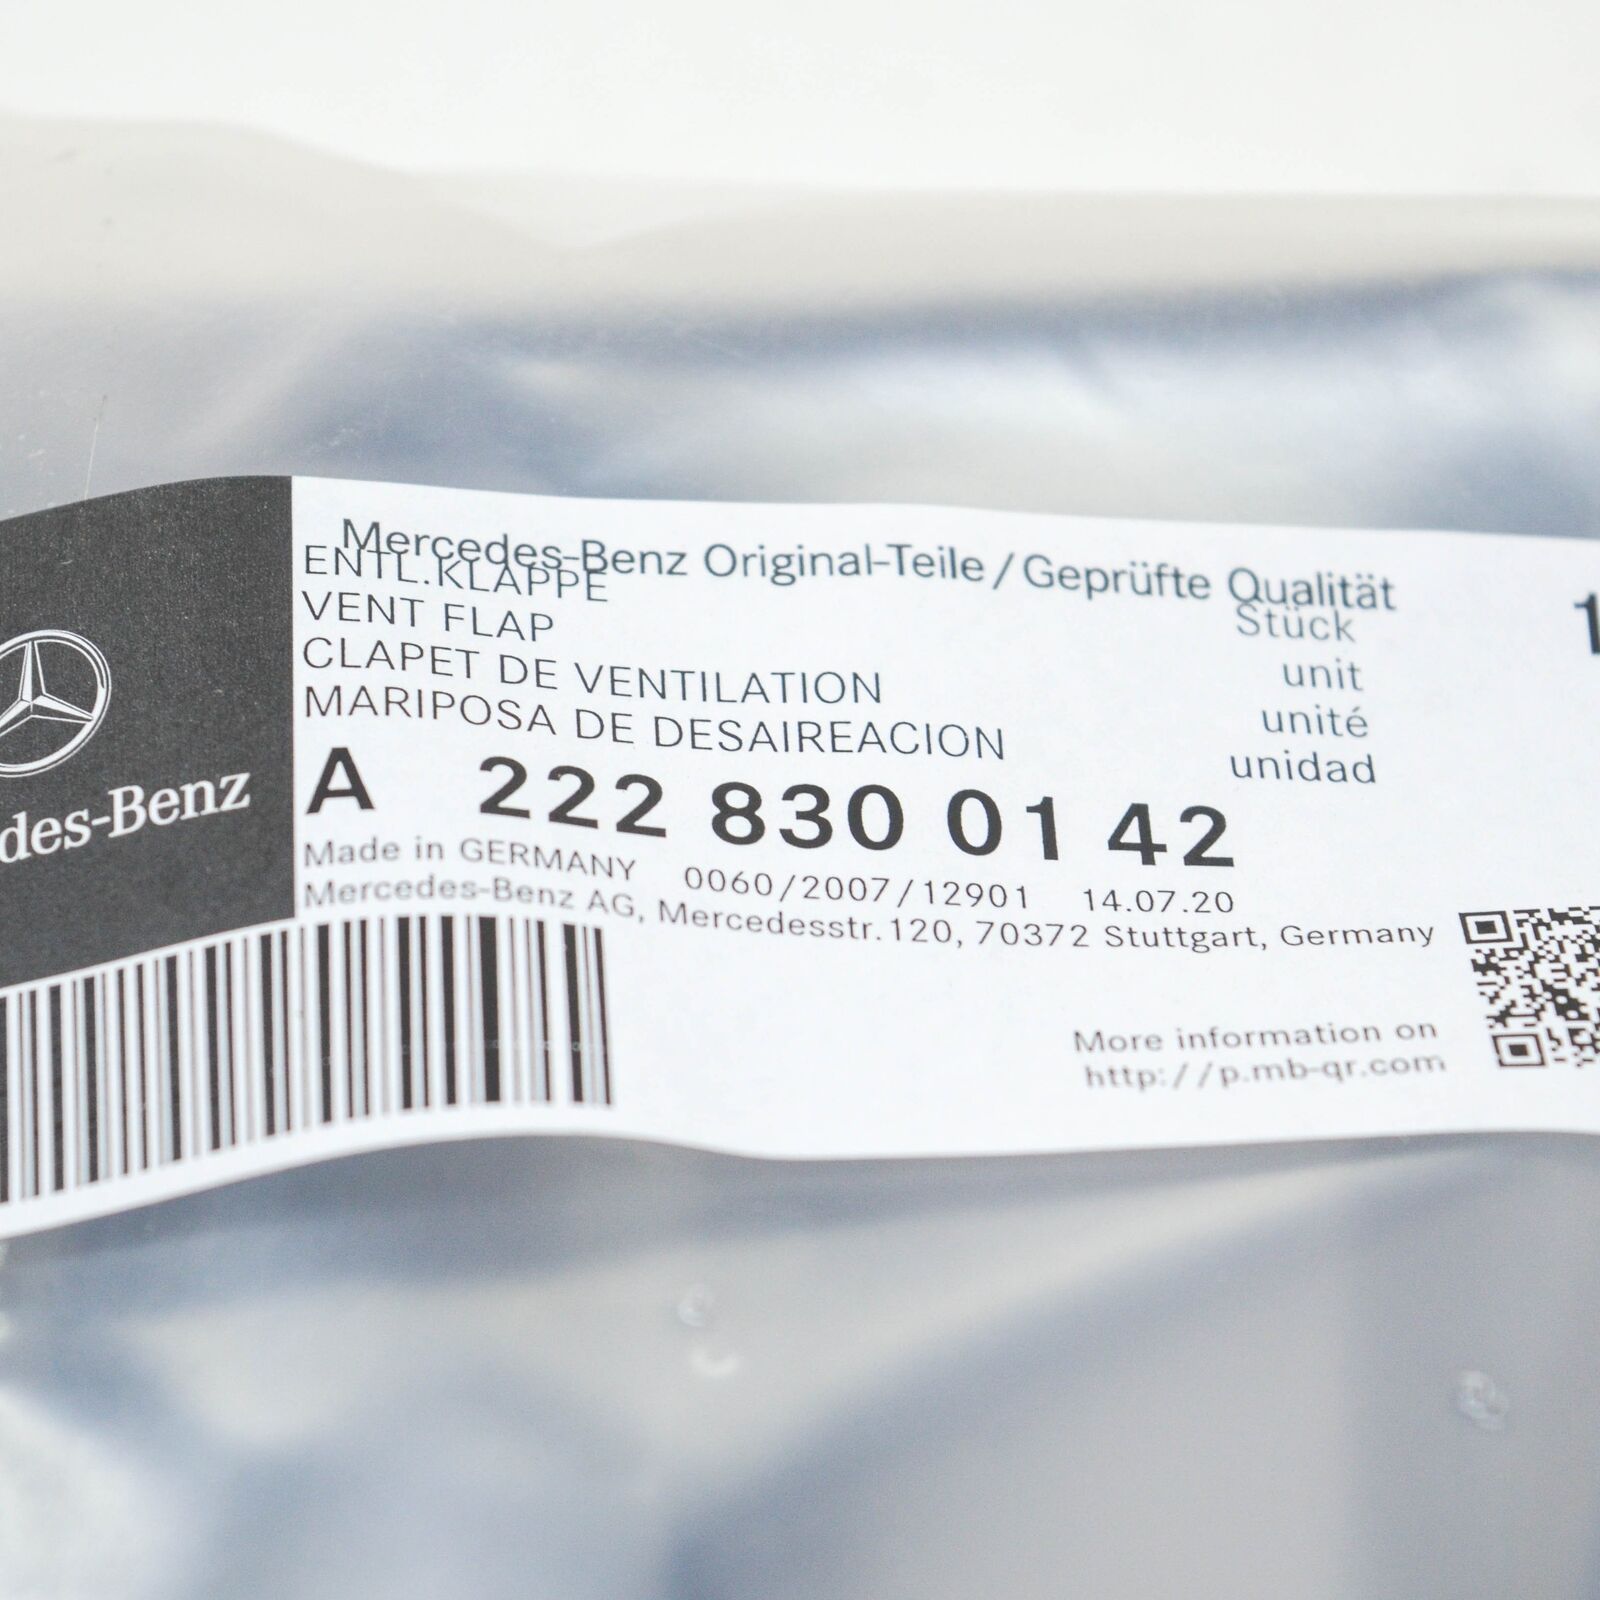 Mercedes-Benz Original-Teile / Geprüfte Qualität
ENTL.KLAPPE Stück 1
VENT FLAP unit
CLAPET DE VENTILATION unité
MARIPOSA DE DESAIREACION unidad
A 222 830 01 42
des-Benz
Made in GERMANY 0060/2007/12901 14.07.20
Mercedes-Benz AG, Mercedesstr.120, 70372 Stuttgart, Germany
More information on
http://p.mb-qr.com